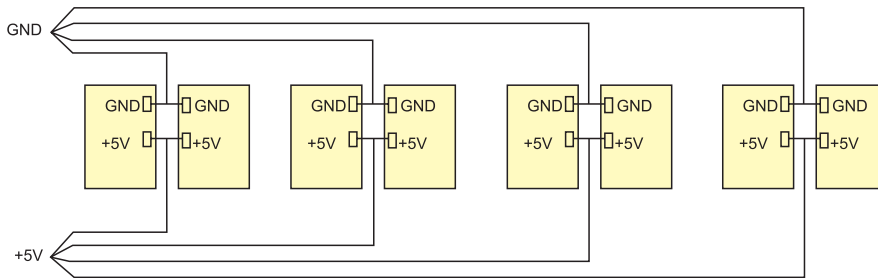 GND
GND GND GND GND GND GND GND GND
+5V +5V +5V +5V +5V +5V +5V +5V
+5V